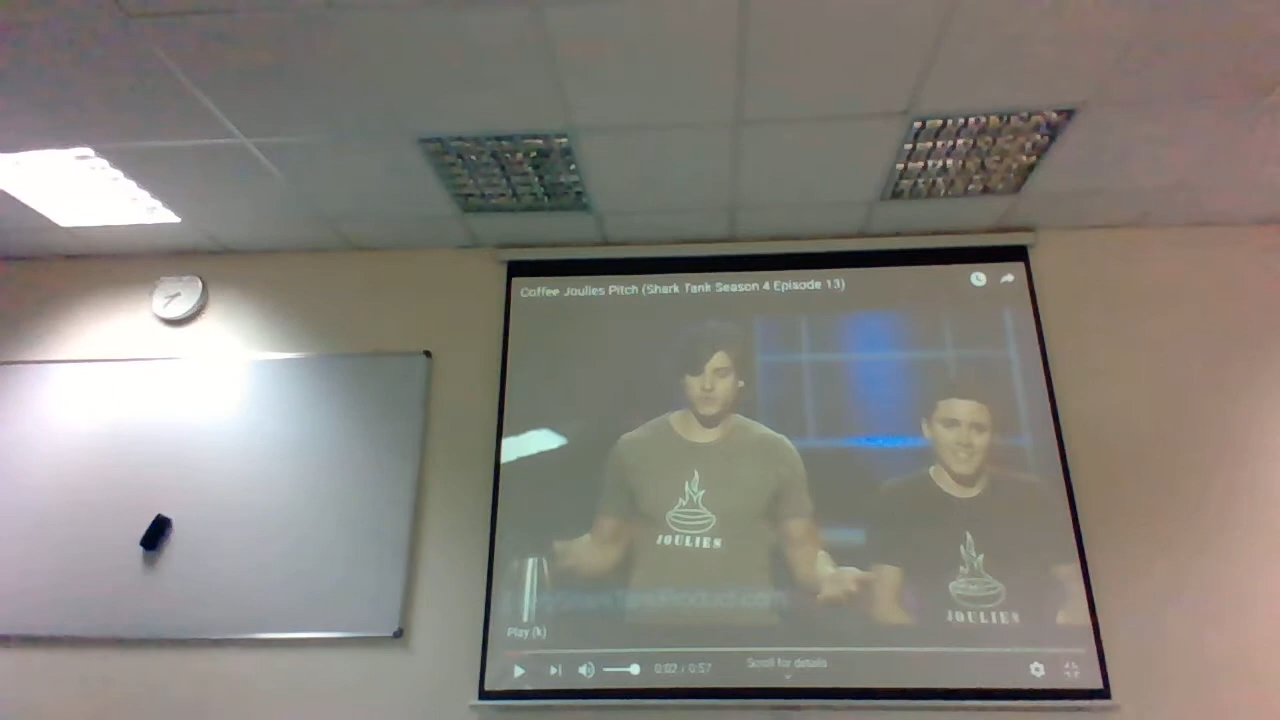 Coffee Joulies Pitch (Shark Tank Season 4 Episode 13)
JOULIES
JOULIES
Play (k)
0:02 / 0:57
Scroll for details